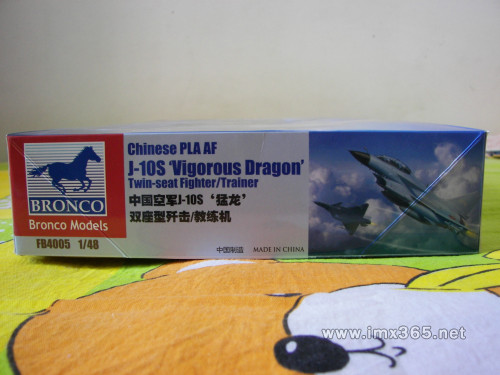 BRONCO
Bronco Models
FB4005 1/48
Chinese PLA AF
J-10S ‘Vigorous Dragon’
Twin-seat Fighter/Trainer
中国空军J-10S‘猛龙’
双座型歼击/教练机
中国制造 MADE IN CHINA
www.imx365.net